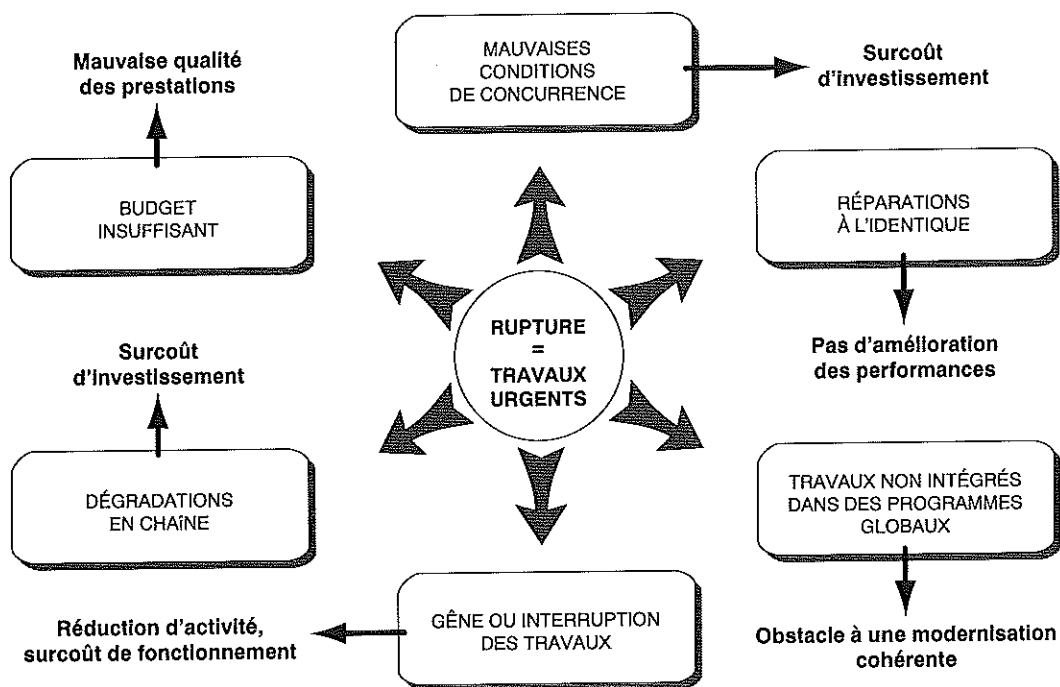 MAUVAISES
CONDITIONS
DE CONCURRENCE
Surcoût
d'investissement
Mauvaise qualité
des prestations
BUDGET
INSUFFISANT
RÉPARATIONS
À L'IDENTIQUE
Pas d'amélioration
des performances
RUPTURE
=
TRAVAUX
URGENTS
Surcoût
d'investissement
DÉGRADATIONS
EN CHAÎNE
TRAVAUX NON INTÉGRÉS
DANS DES PROGRAMMES
GLOBAUX
Obstacle à une modernisation
cohérente
GÊNE OU INTERRUPTION
DES TRAVAUX
Réduction d'activité,
surcoût de fonctionnement